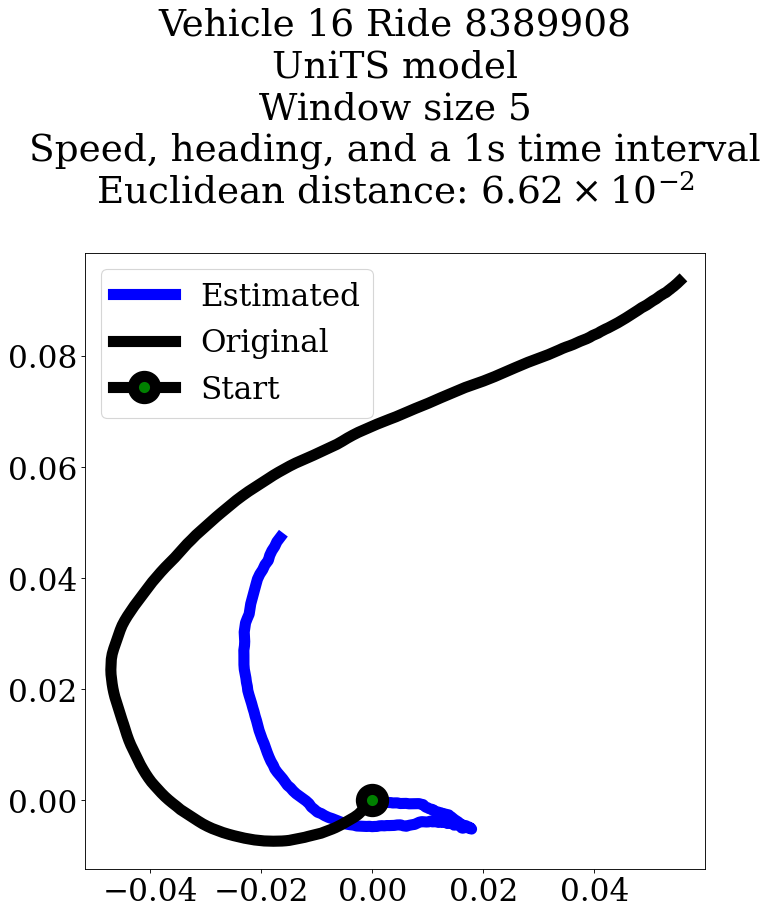 Vehicle 16 Ride 8389908
UniTS model
Window size 5
Speed, heading, and a 1s time interval
Euclidean distance: 6.62 × 10⁻²
Estimated
Original
Start
0.08
0.06
0.04
0.02
0.00
−0.04 −0.02 0.00 0.02 0.04